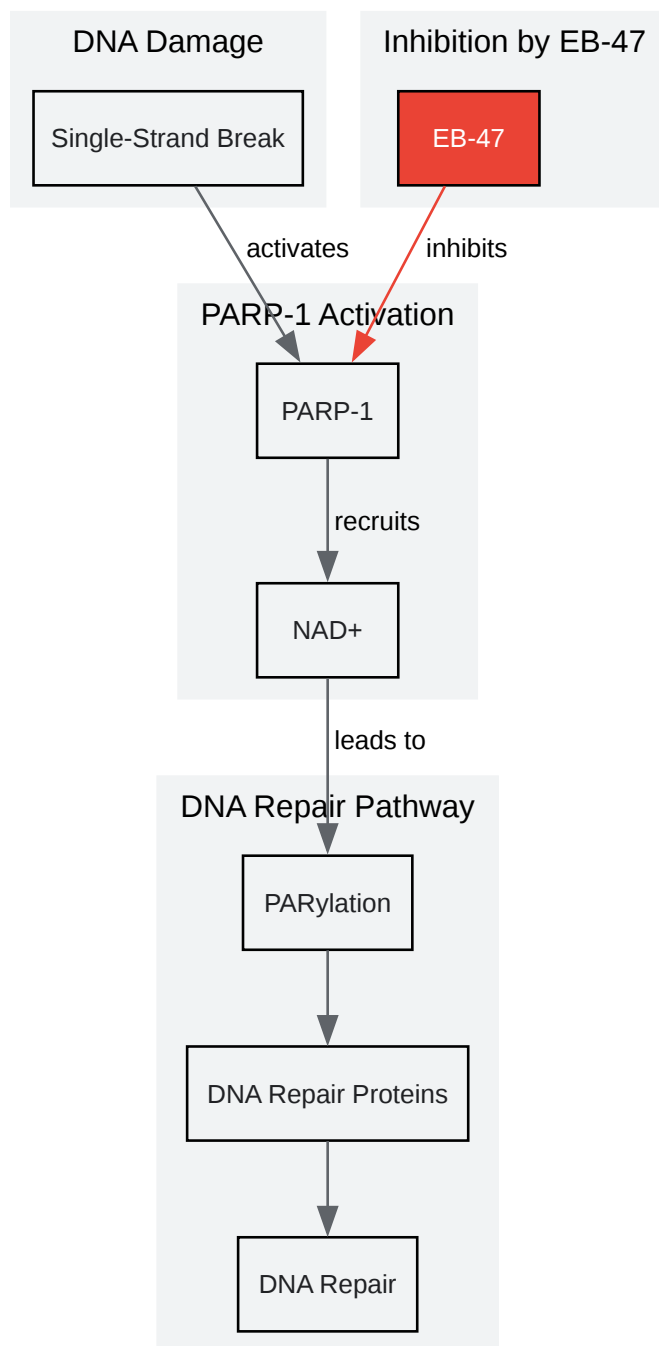 DNA Damage
Inhibition by EB-47
Single-Strand Break
EB-47
activates
inhibits
PARP-1 Activation
PARP-1
recruits
NAD+
leads to
DNA Repair Pathway
PARylation
DNA Repair Proteins
DNA Repair